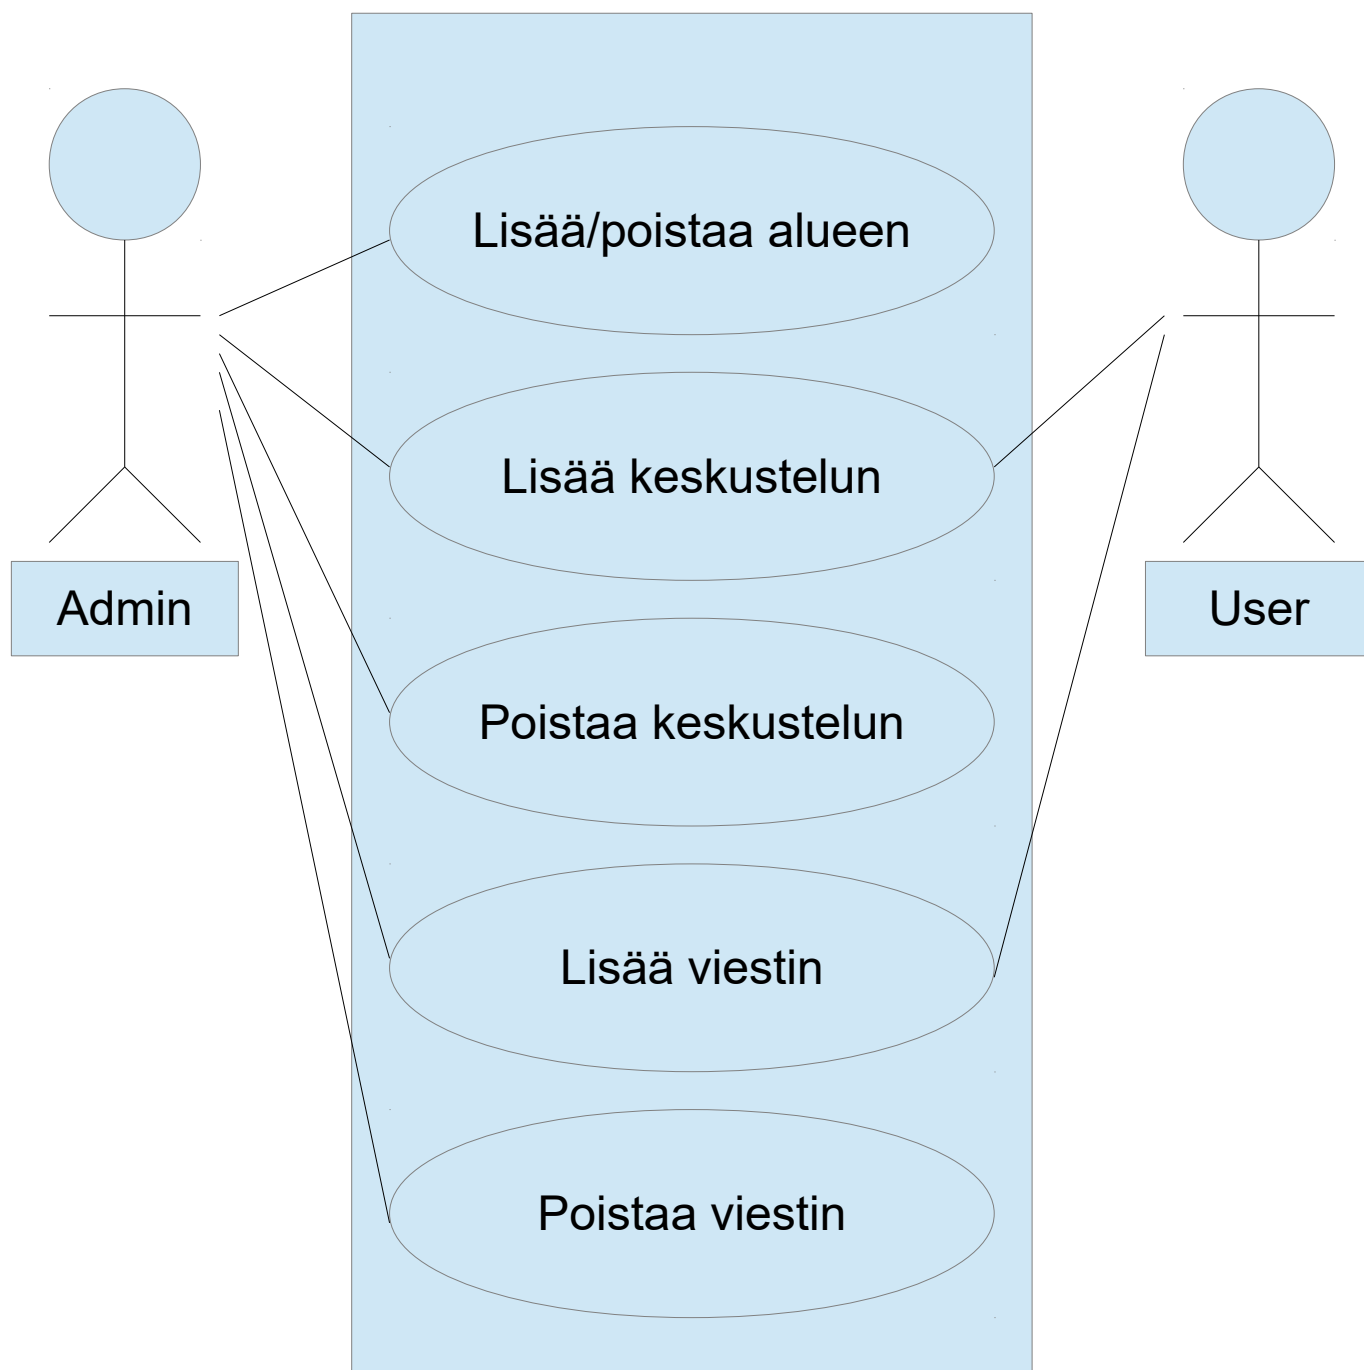 Lisää/poistaa alueen
Lisää keskustelun
Admin
User
Poistaa keskustelun
Lisää viestin
Poistaa viestin